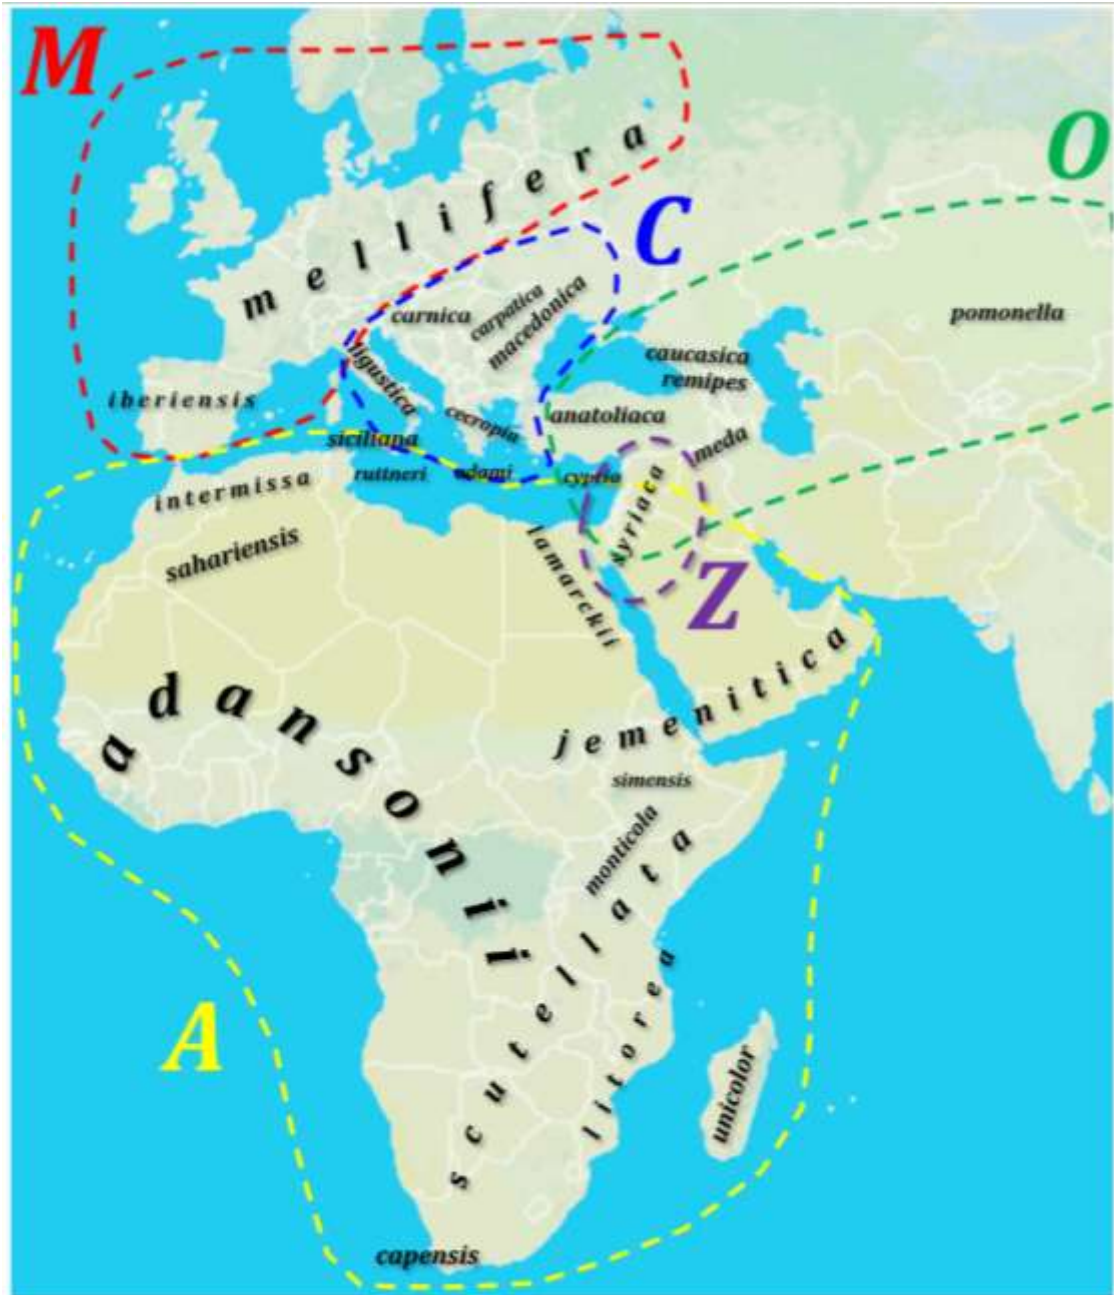 M
O
mellifera
C
carnica
carpatica
macedonica
pomonella
ligustica
caucasica
remipes
iberiensis
cecropia
anatoliaca
siciliana
meda
ruttneri
adami
cypria
syriaca
intermissa
sahariensis
lamarckii
Z
adansonii
jemenitica
simensis
monticola
scutellata
litorea
A
unicolor
capensis